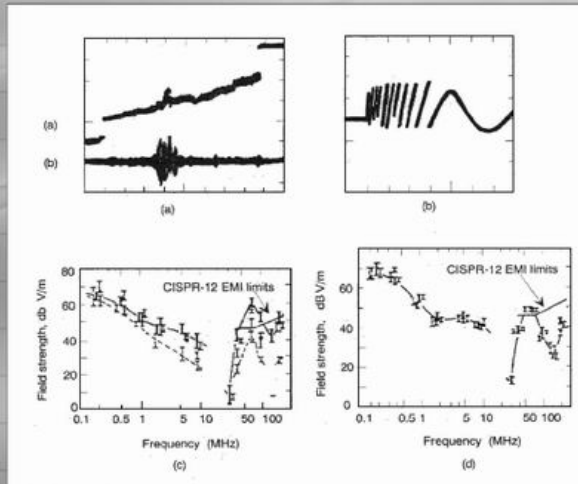 (a)
(b)
(a)
(b)
Field strength, db V/m
80
60
40
20
0
CISPR-12 EMI limits
0.1
0.5
1
5
10
50
100
Frequency (MHz)
(c)
Field strength, dB V/m
80
60
40
20
0
CISPR-12 EMI limits
0.1
0.5
1
5
10
50
100
Frequency (MHz)
(d)